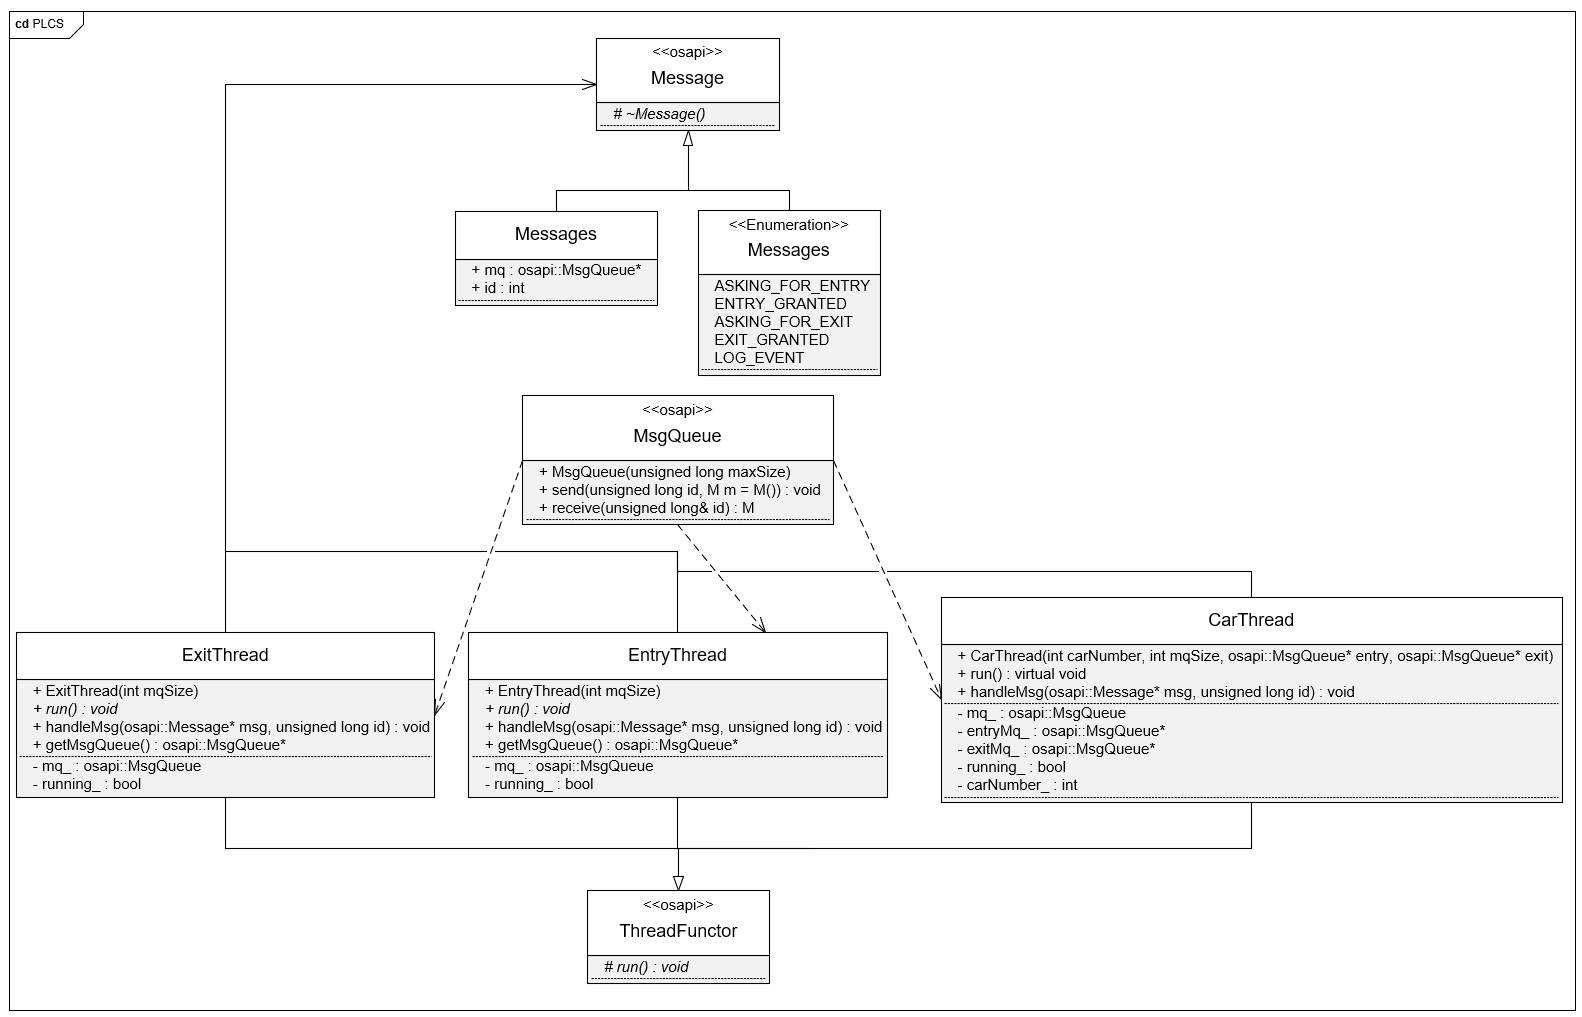 cd PLCS
<<osapi>>
Message
# ~Message()
Messages
+ mq : osapi::MsgQueue*
+ id : int
<<Enumeration>>
Messages
ASKING_FOR_ENTRY
ENTRY_GRANTED
ASKING_FOR_EXIT
EXIT_GRANTED
LOG_EVENT
<<osapi>>
MsgQueue
+ MsgQueue(unsigned long maxSize)
+ send(unsigned long id, M m = M()) : void
+ receive(unsigned long& id) : M
ExitThread
+ ExitThread(int mqSize)
+ run() : void
+ handleMsg(osapi::Message* msg, unsigned long id) : void
+ getMsgQueue() : osapi::MsgQueue*
- mq_ : osapi::MsgQueue
- running_ : bool
EntryThread
+ EntryThread(int mqSize)
+ run() : void
+ handleMsg(osapi::Message* msg, unsigned long id) : void
+ getMsgQueue() : osapi::MsgQueue*
- mq_ : osapi::MsgQueue
- running_ : bool
CarThread
+ CarThread(int carNumber, int mqSize, osapi::MsgQueue* entry, osapi::MsgQueue* exit)
+ run() : virtual void
+ handleMsg(osapi::Message* msg, unsigned long id) : void
- mq_ : osapi::MsgQueue
- entryMq_ : osapi::MsgQueue*
- exitMq_ : osapi::MsgQueue*
- running_ : bool
- carNumber_ : int
<<osapi>>
ThreadFunctor
# run() : void